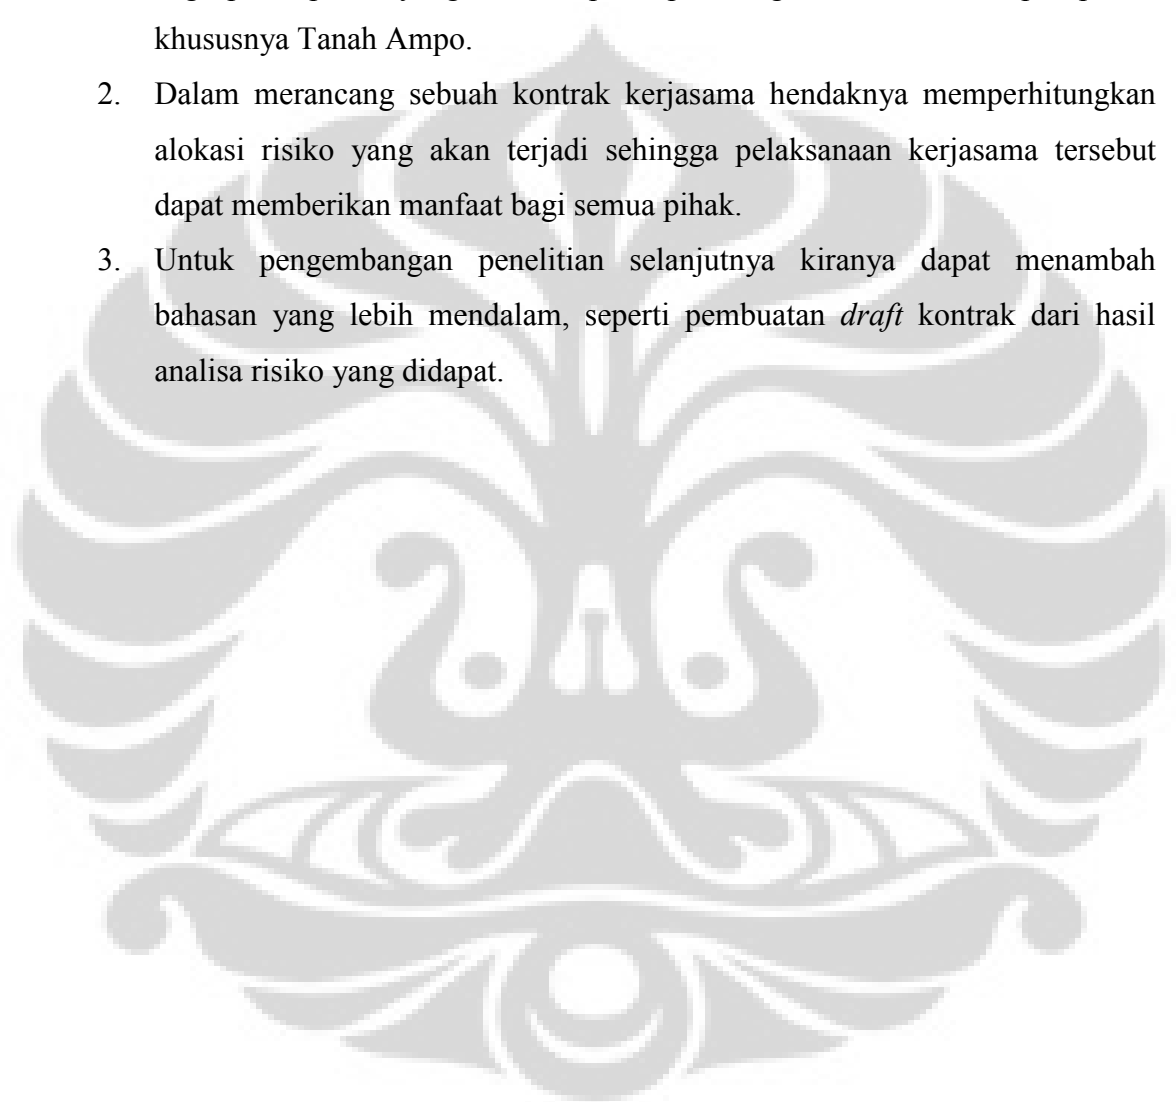 khususnya Tanah Ampo.
2. Dalam merancang sebuah kontrak kerjasama hendaknya memperhitungkan
alokasi risiko yang akan terjadi sehingga pelaksanaan kerjasama tersebut
dapat memberikan manfaat bagi semua pihak.
3. Untuk pengembangan penelitian selanjutnya kiranya dapat menambah
bahasan yang lebih mendalam, seperti pembuatan draft kontrak dari hasil
analisa risiko yang didapat.